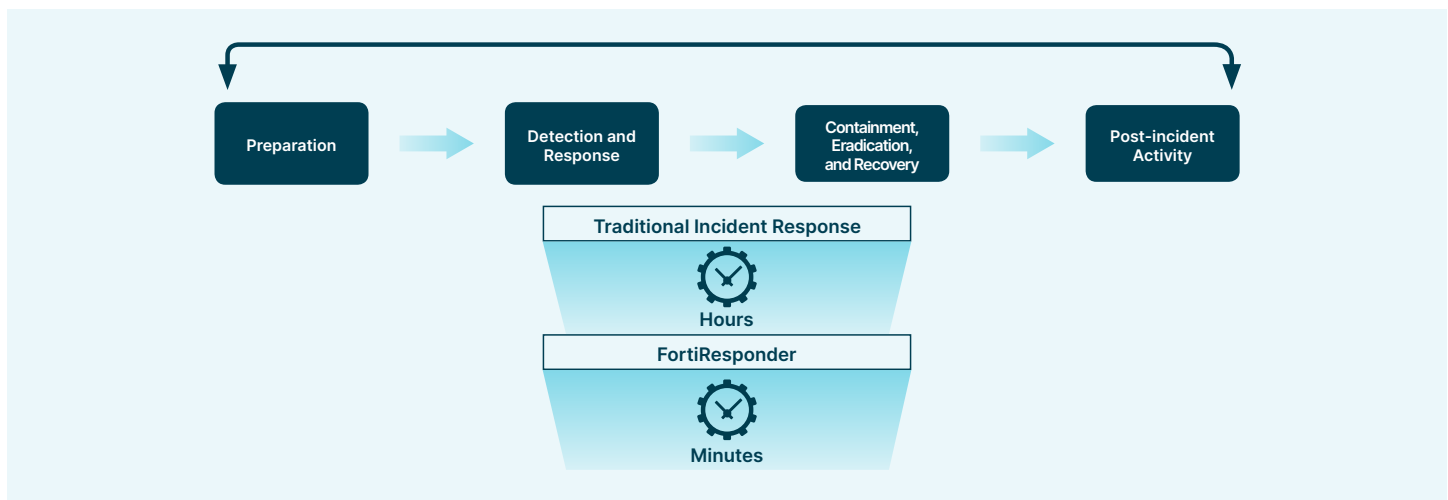 Preparation
Detection and
Response
Containment,
Eradication,
and Recovery
Post-incident
Activity
Traditional Incident Response
Hours
FortiResponder
Minutes